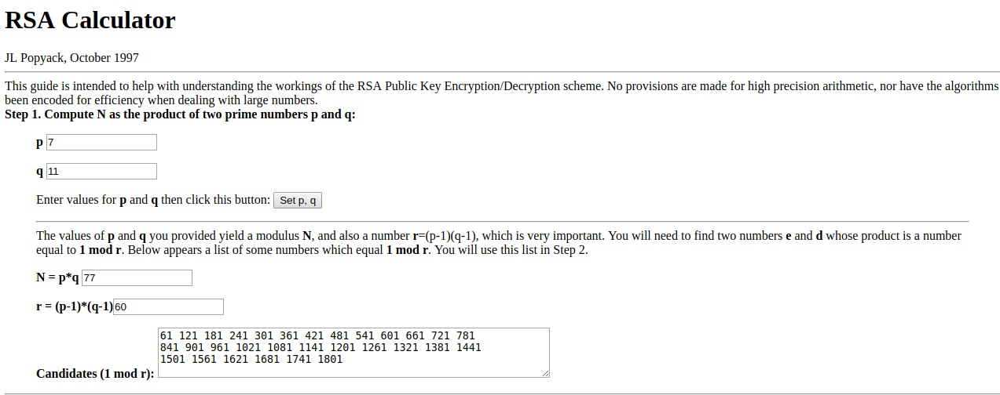 RSA Calculator
JL Popyack, October 1997
This guide is intended to help with understanding the workings of the RSA Public Key Encryption/Decryption scheme. No provisions are made for high precision arithmetic, nor have the algorithms
been encoded for efficiency when dealing with large numbers.
Step 1. Compute N as the product of two prime numbers p and q:
p 7
q 11
Enter values for p and q then click this button: Set p, q
The values of p and q you provided yield a modulus N, and also a number r=(p-1)(q-1), which is very important. You will need to find two numbers e and d whose product is a number
equal to 1 mod r. Below appears a list of some numbers which equal 1 mod r. You will use this list in Step 2.
N = p*q 77
r = (p-1)*(q-1) 60
61 121 181 241 301 361 421 481 541 601 661 721 781
841 901 961 1021 1081 1141 1201 1261 1321 1381 1441
1501 1561 1621 1681 1741 1801
Candidates (1 mod r):